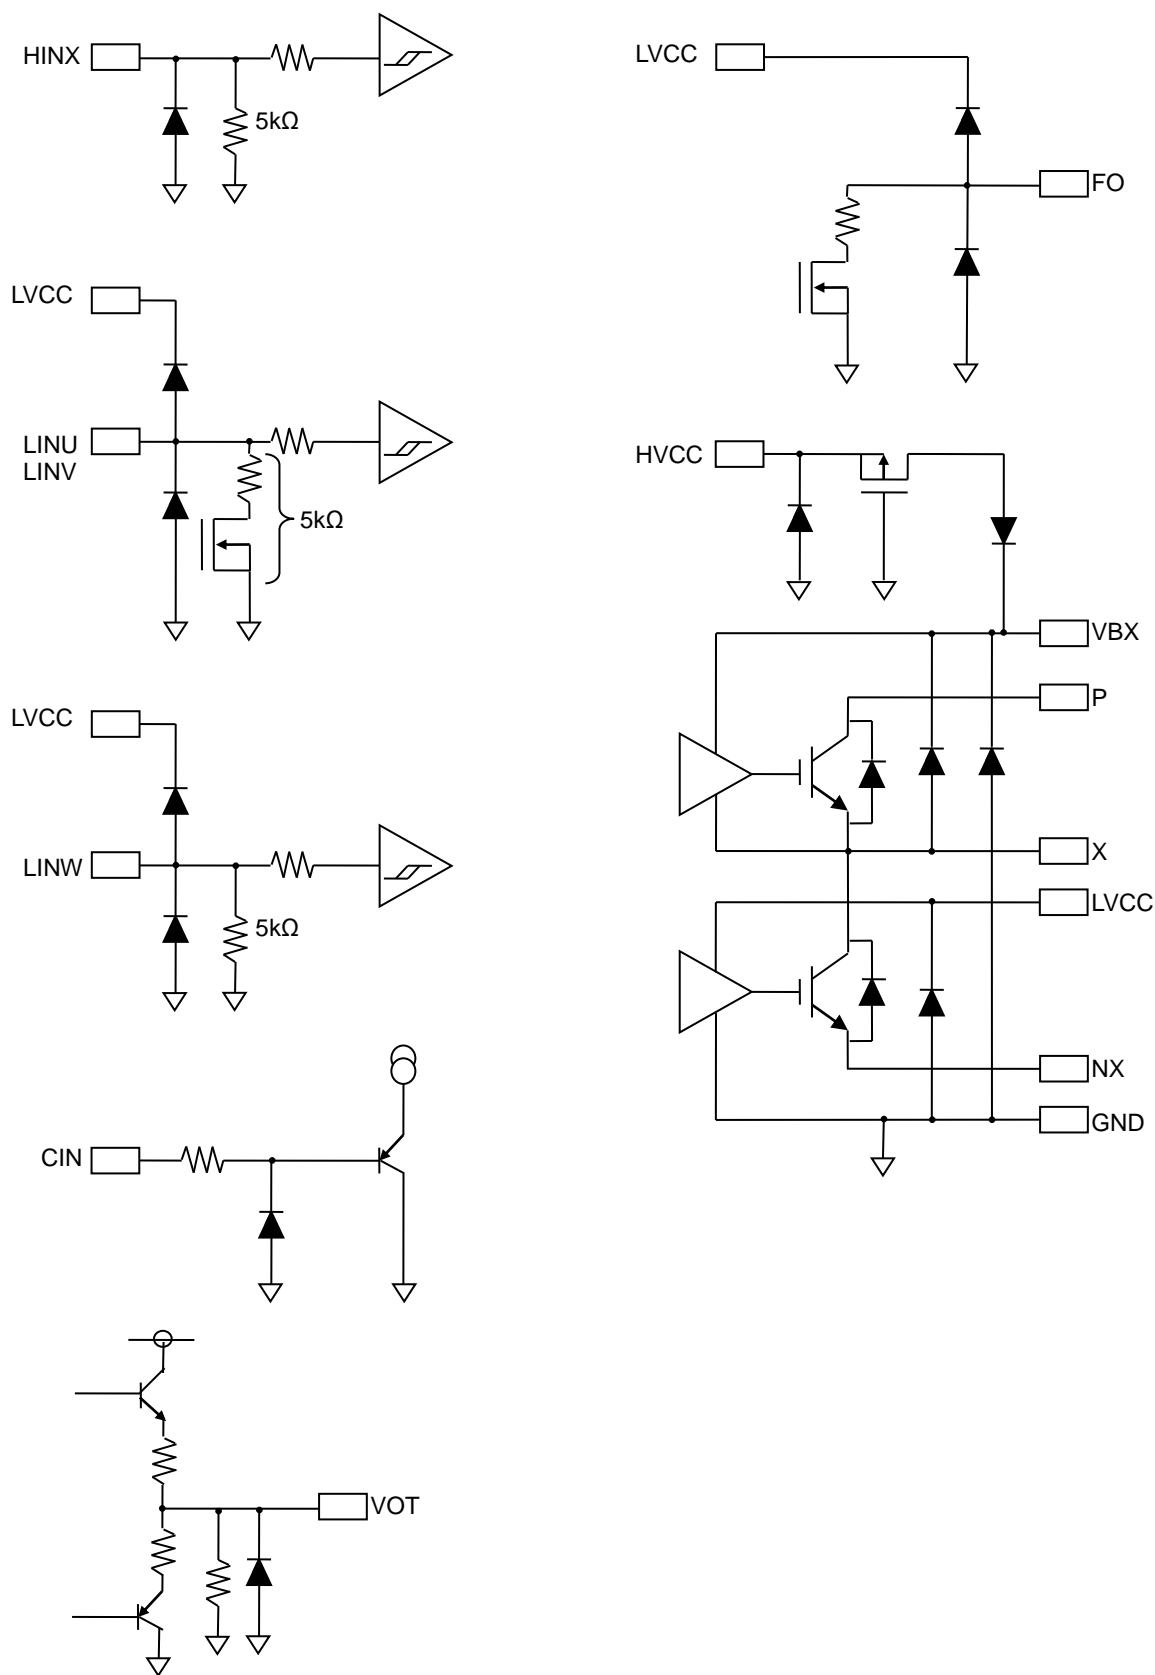 HINX
5kΩ
LVCC
LINU
LINV
5kΩ
LVCC
LINW
5kΩ
CIN
VOT
LVCC
FO
HVCC
VBX
P
X
LVCC
NX
GND